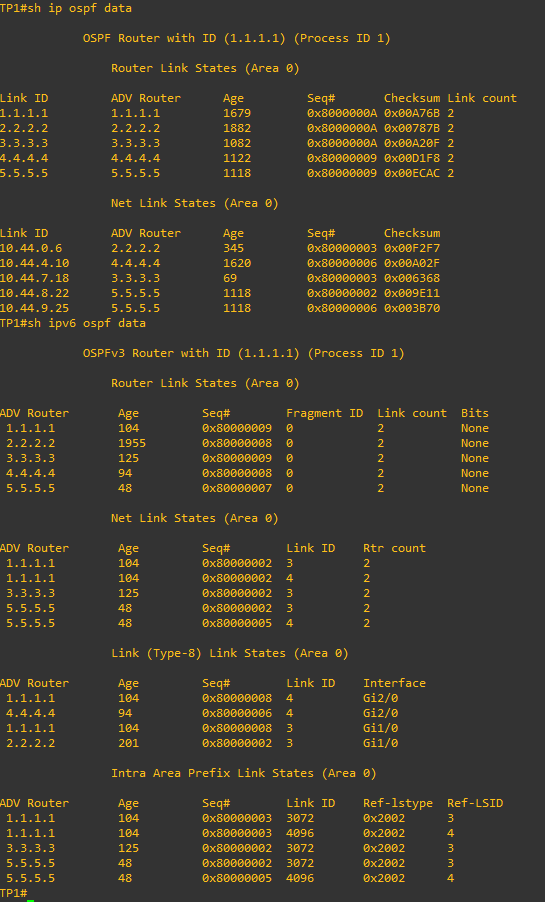 TP1#sh ip ospf data
OSPF Router with ID (1.1.1.1) (Process ID 1)
Router Link States (Area 0)
Link ID ADV Router Age Seq# Checksum Link count
1.1.1.1 1.1.1.1 1679 0x8000000A 0x00A76B 2
2.2.2.2 2.2.2.2 1882 0x8000000A 0x00787B 2
3.3.3.3 3.3.3.3 1082 0x8000000A 0x00A20F 2
4.4.4.4 4.4.4.4 1122 0x80000009 0x00D1F8 2
5.5.5.5 5.5.5.5 1118 0x80000009 0x00ECAC 2
Net Link States (Area 0)
Link ID ADV Router Age Seq# Checksum
10.44.0.6 2.2.2.2 345 0x80000003 0x00F2F7
10.44.4.10 4.4.4.4 1620 0x80000006 0x00A02F
10.44.7.18 3.3.3.3 69 0x80000003 0x006368
10.44.8.22 5.5.5.5 1118 0x80000002 0x009E11
10.44.9.25 5.5.5.5 1118 0x80000006 0x003B70
TP1#sh ipv6 ospf data
OSPFv3 Router with ID (1.1.1.1) (Process ID 1)
Router Link States (Area 0)
ADV Router Age Seq# Fragment ID Link count Bits
1.1.1.1 104 0x80000009 0 2 None
2.2.2.2 1955 0x80000008 0 2 None
3.3.3.3 125 0x80000009 0 2 None
4.4.4.4 94 0x80000008 0 2 None
5.5.5.5 48 0x80000007 0 2 None
Net Link States (Area 0)
ADV Router Age Seq# Link ID Rtr count
1.1.1.1 104 0x80000002 3 2
1.1.1.1 104 0x80000002 4 2
3.3.3.3 125 0x80000002 3 2
5.5.5.5 48 0x80000002 3 2
5.5.5.5 48 0x80000005 4 2
Link (Type-8) Link States (Area 0)
ADV Router Age Seq# Link ID Interface
1.1.1.1 104 0x80000008 4 Gi2/0
4.4.4.4 94 0x80000006 4 Gi2/0
1.1.1.1 104 0x80000008 3 Gi1/0
2.2.2.2 201 0x80000002 3 Gi1/0
Intra Area Prefix Link States (Area 0)
ADV Router Age Seq# Link ID Ref-lstype Ref-LSID
1.1.1.1 104 0x80000003 3072 0x2002 3
1.1.1.1 104 0x80000003 4096 0x2002 4
3.3.3.3 125 0x80000002 3072 0x2002 3
5.5.5.5 48 0x80000002 3072 0x2002 3
5.5.5.5 48 0x80000005 4096 0x2002 4
TP1#